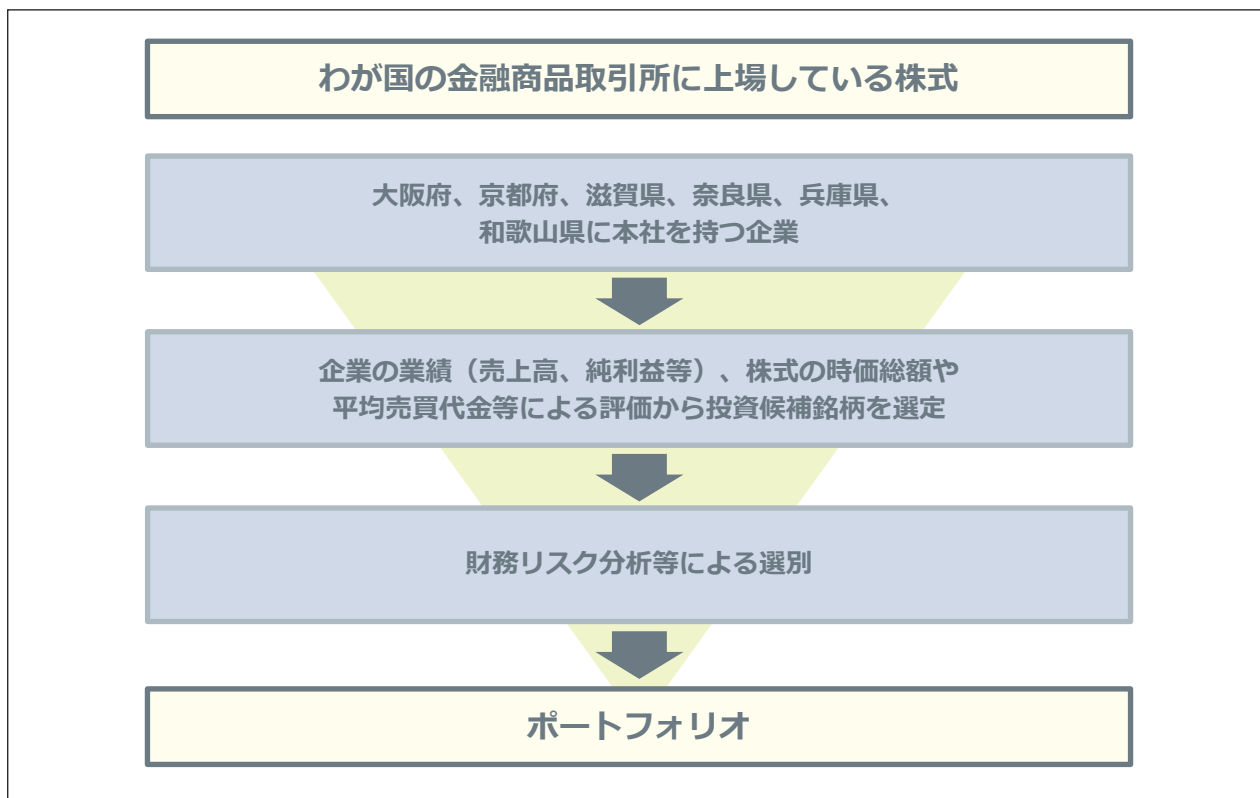 わが国の金融商品取引所に上場している株式
大阪府、京都府、滋賀県、奈良県、兵庫県、
和歌山県に本社を持つ企業
企業の業績（売上高、純利益等）、株式の時価総額や
平均売買代金等による評価から投資候補銘柄を選定
財務リスク分析等による選別
ポートフォリオ